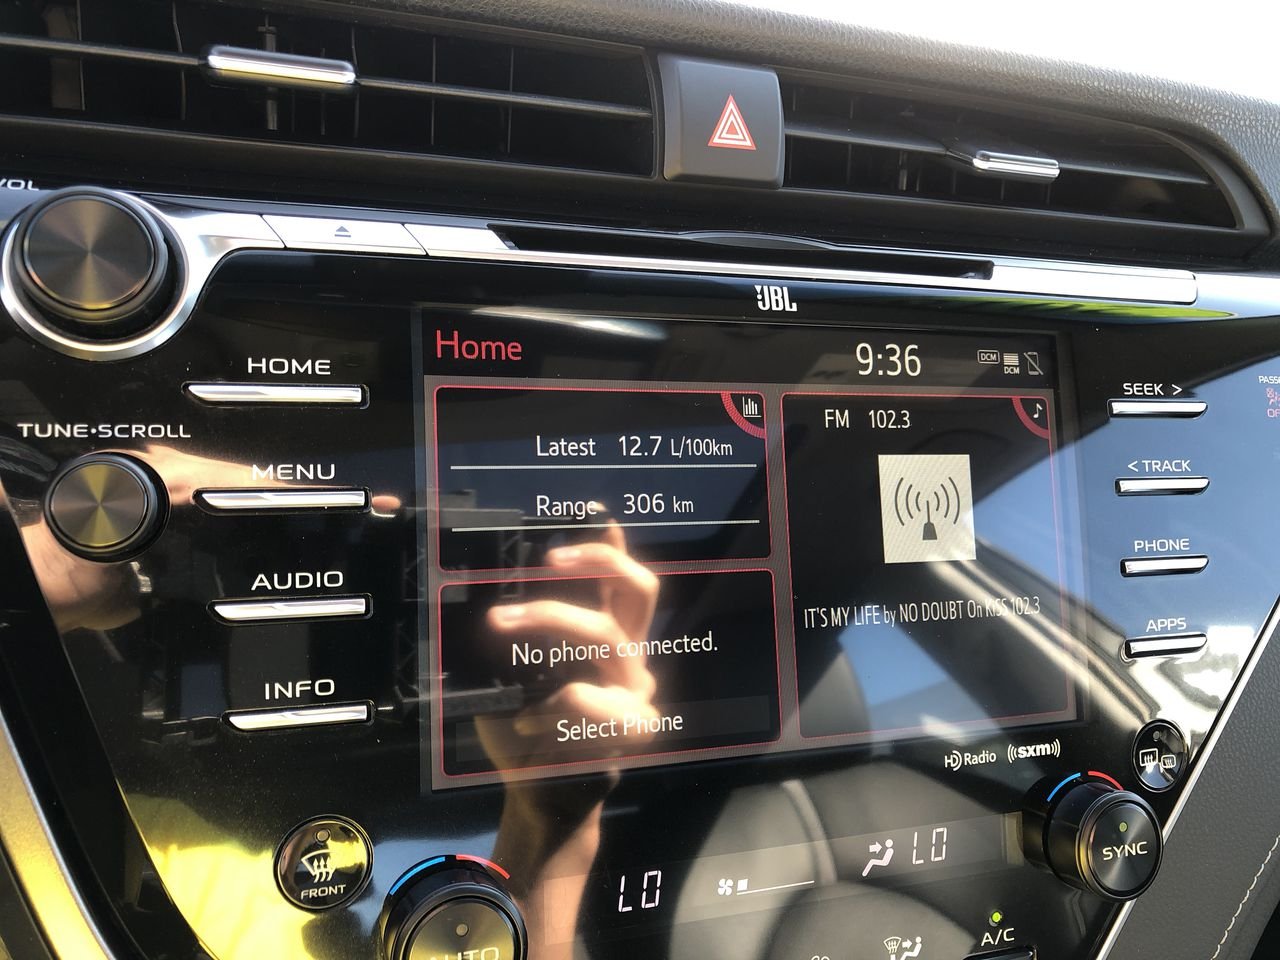 VOL
JBL
HOME
Home
9:36
DCM
DCM
SEEK >
FM 102.3
Latest 12.7 L/100km
TUNE•SCROLL
MENU
< TRACK
Range 306 km
PHONE
AUDIO
IT'S MY LIFE by NO DOUBT On KiSS 102.3
APPS
No phone connected.
INFO
Select Phone
HD Radio
((sxm))
FRONT
LO
LO
SYNC
A/C
AUTO